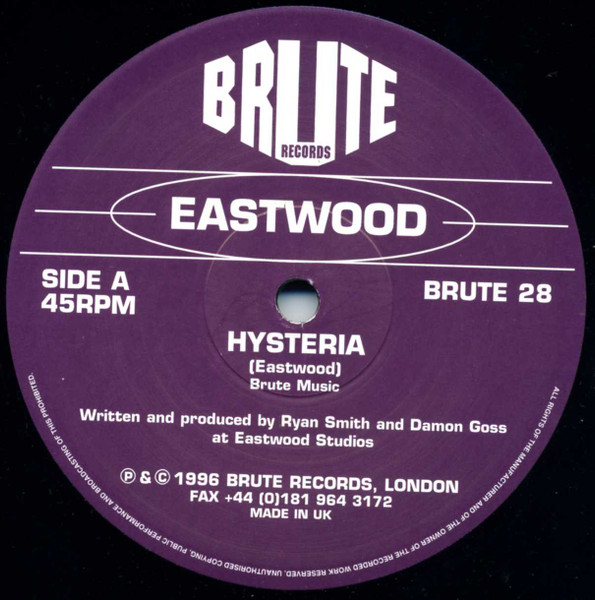 BRUTE
RECORDS
EASTWOOD
SIDE A
45RPM
BRUTE 28
HYSTERIA
(Eastwood)
Brute Music
Written and produced by Ryan Smith and Damon Goss
at Eastwood Studios
Ⓟ & © 1996 BRUTE RECORDS, LONDON
FAX +44 (0)181 964 3172
MADE IN UK
ALL RIGHTS OF THE MANUFACTURER AND OF THE OWNER OF THE RECORDED WORK RESERVED. UNAUTHORISED COPYING, PUBLIC PERFORMANCE AND BROADCASTING OF THIS PROHIBITED.